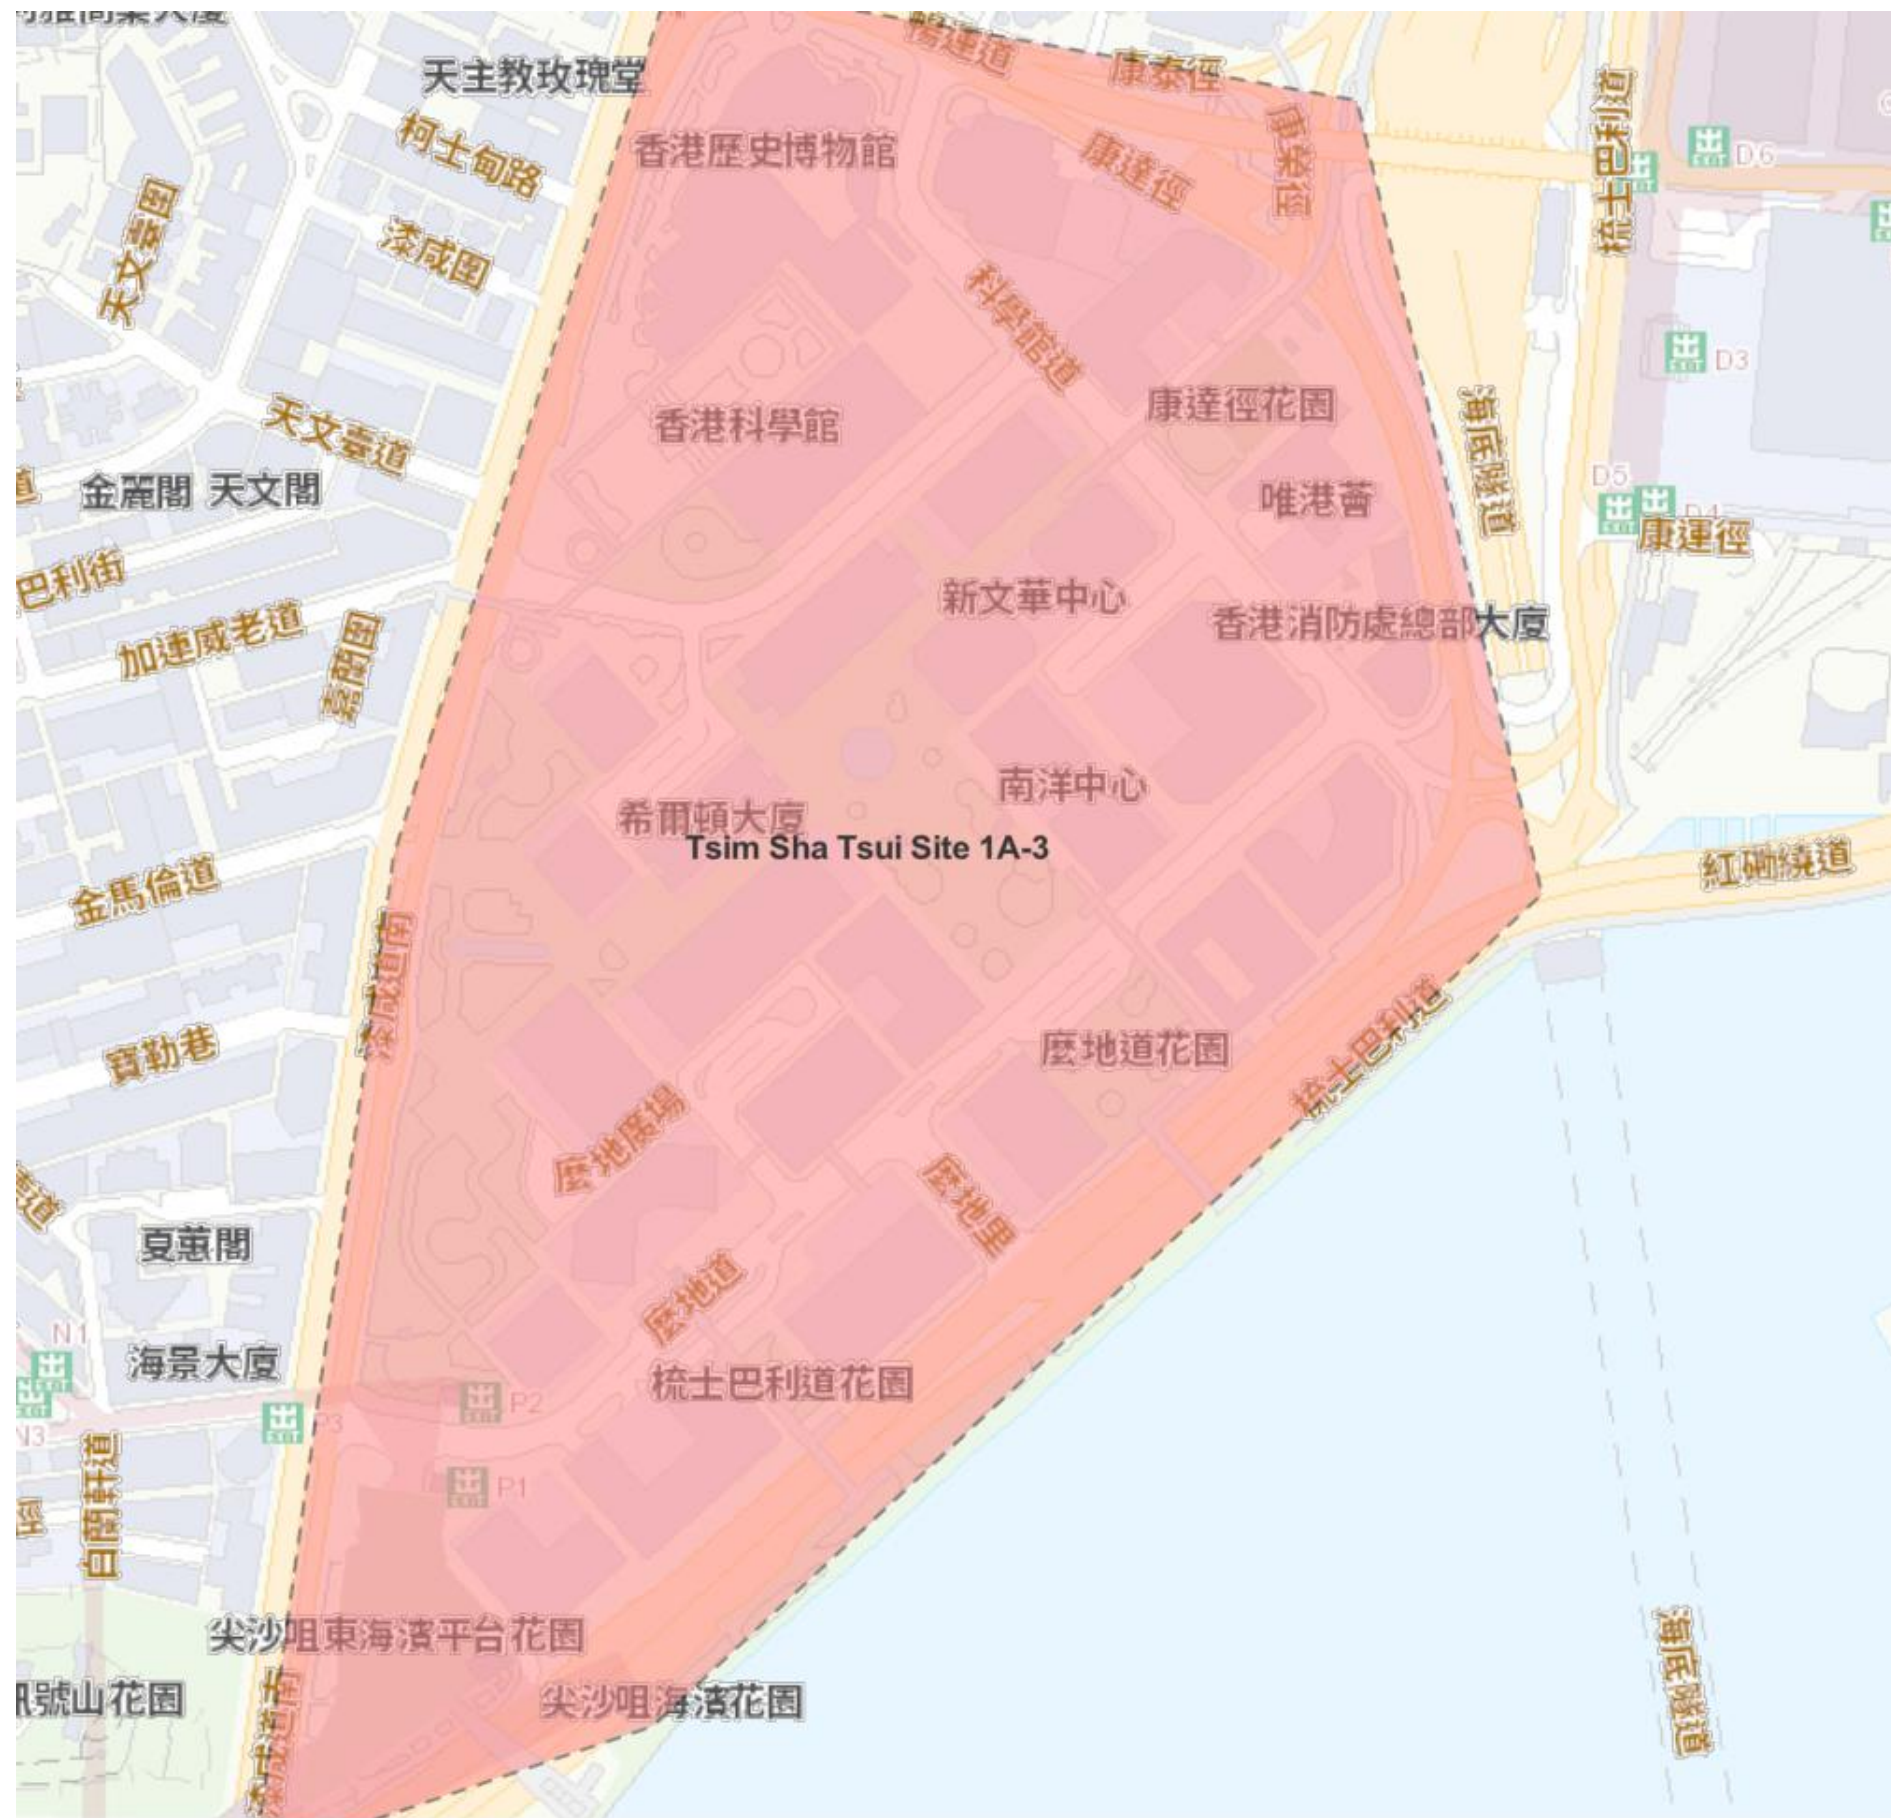 天主教玫瑰堂
暢運道
康泰徑
柯士甸路
香港歷史博物館
康達徑
康榮徑
梳士巴利道
D6
漆咸圍
天文臺圍
科學館道
D3
天文臺道
香港科學館
康達徑花園
海底隧道
金麗閣
天文閣
唯港薈
D5
D4
康運徑
巴利街
新文華中心
香港消防處總部大廈
加連威老道
嘉蘭圍
南洋中心
希爾頓大廈
Tsim Sha Tsui Site 1A-3
金馬倫道
紅磡繞道
漆咸道南
寶勒巷
麼地道花園
梳士巴利道
麼地廣場
麼地里
夏蕙閣
麼地道
N1
出
EXIT
海景大廈
梳士巴利道花園
P2
P3
N3
白蘭軒道
P1
尖沙咀東海濱平台花園
號山花園
尖沙咀海濱花園
漆咸道南
海底隧道